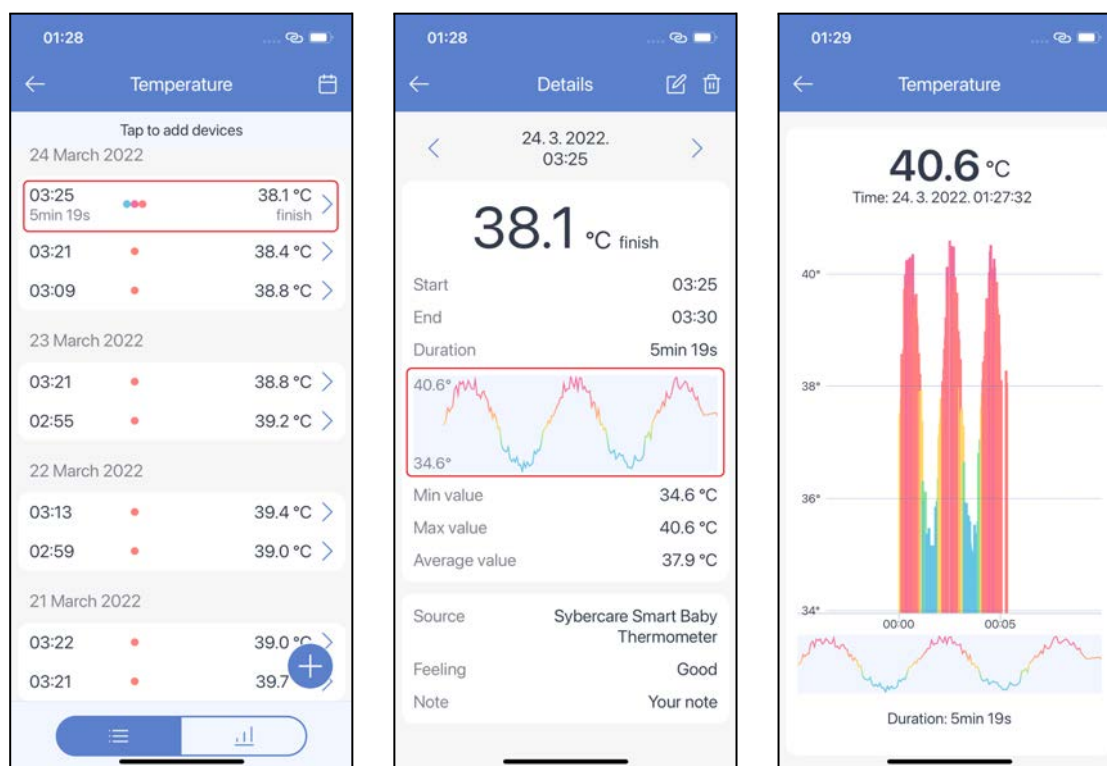 01:28
Temperature
Tap to add devices
24 March 2022
03:25 38.1 °C
5min 19s finish
03:21 38.4 °C
03:09 38.8 °C
23 March 2022
03:21 38.8 °C
02:55 39.2 °C
22 March 2022
03:13 39.4 °C
02:59 39.0 °C
21 March 2022
03:22 39.0 °C
03:21 39.7
01:28
Details
24. 3. 2022.
03:25
38.1 °C finish
Start 03:25
End 03:30
Duration 5min 19s
40.6°
34.6°
Min value 34.6 °C
Max value 40.6 °C
Average value 37.9 °C
Source Sybercare Smart Baby
Thermometer
Feeling Good
Note Your note
01:29
Temperature
40.6 °C
Time: 24. 3. 2022. 01:27:32
40°
38°
36°
34°
00:00 00:05
Duration: 5min 19s